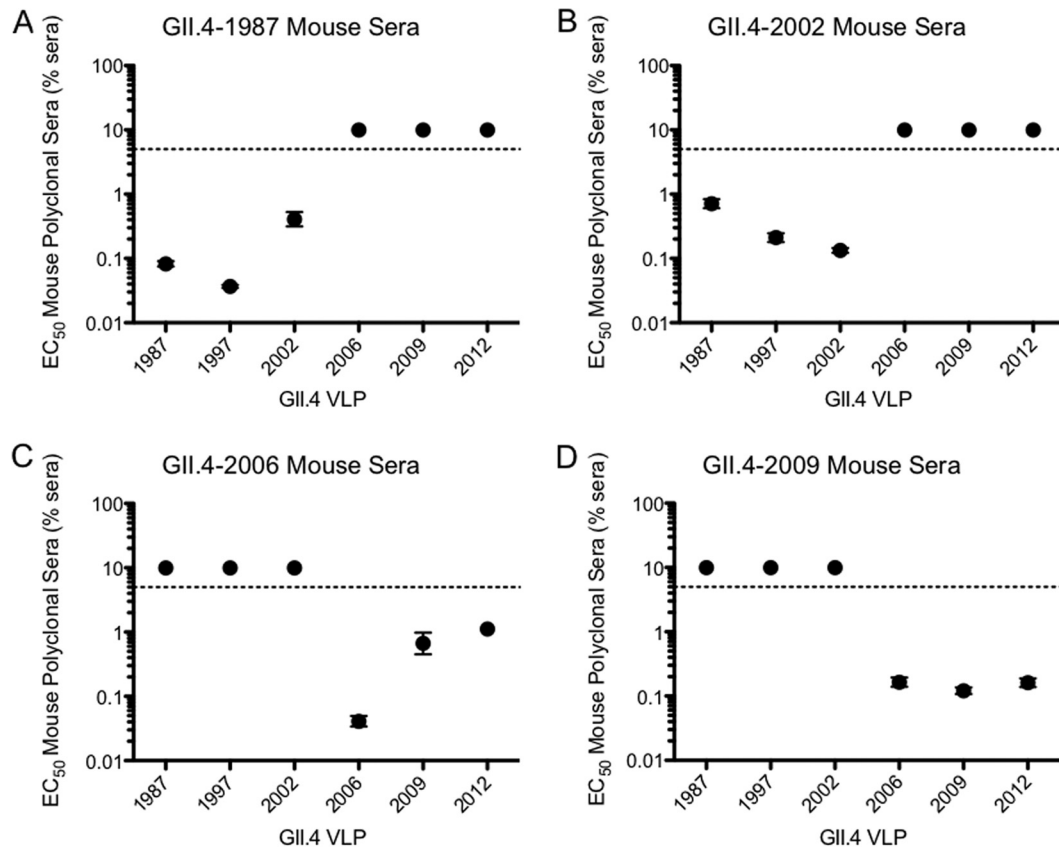 A
GII.4-1987 Mouse Sera
EC50 Mouse Polyclonal Sera (% sera)
100
10
1
0.1
0.01
1987
1997
2002
2006
2009
2012
GII.4 VLP
B
GII.4-2002 Mouse Sera
EC50 Mouse Polyclonal Sera (% sera)
100
10
1
0.1
0.01
1987
1997
2002
2006
2009
2012
GII.4 VLP
C
GII.4-2006 Mouse Sera
EC50 Mouse Polyclonal Sera (% sera)
100
10
1
0.1
0.01
1987
1997
2002
2006
2009
2012
GII.4 VLP
D
GII.4-2009 Mouse Sera
EC50 Mouse Polyclonal Sera (% sera)
100
10
1
0.1
0.01
1987
1997
2002
2006
2009
2012
GII.4 VLP